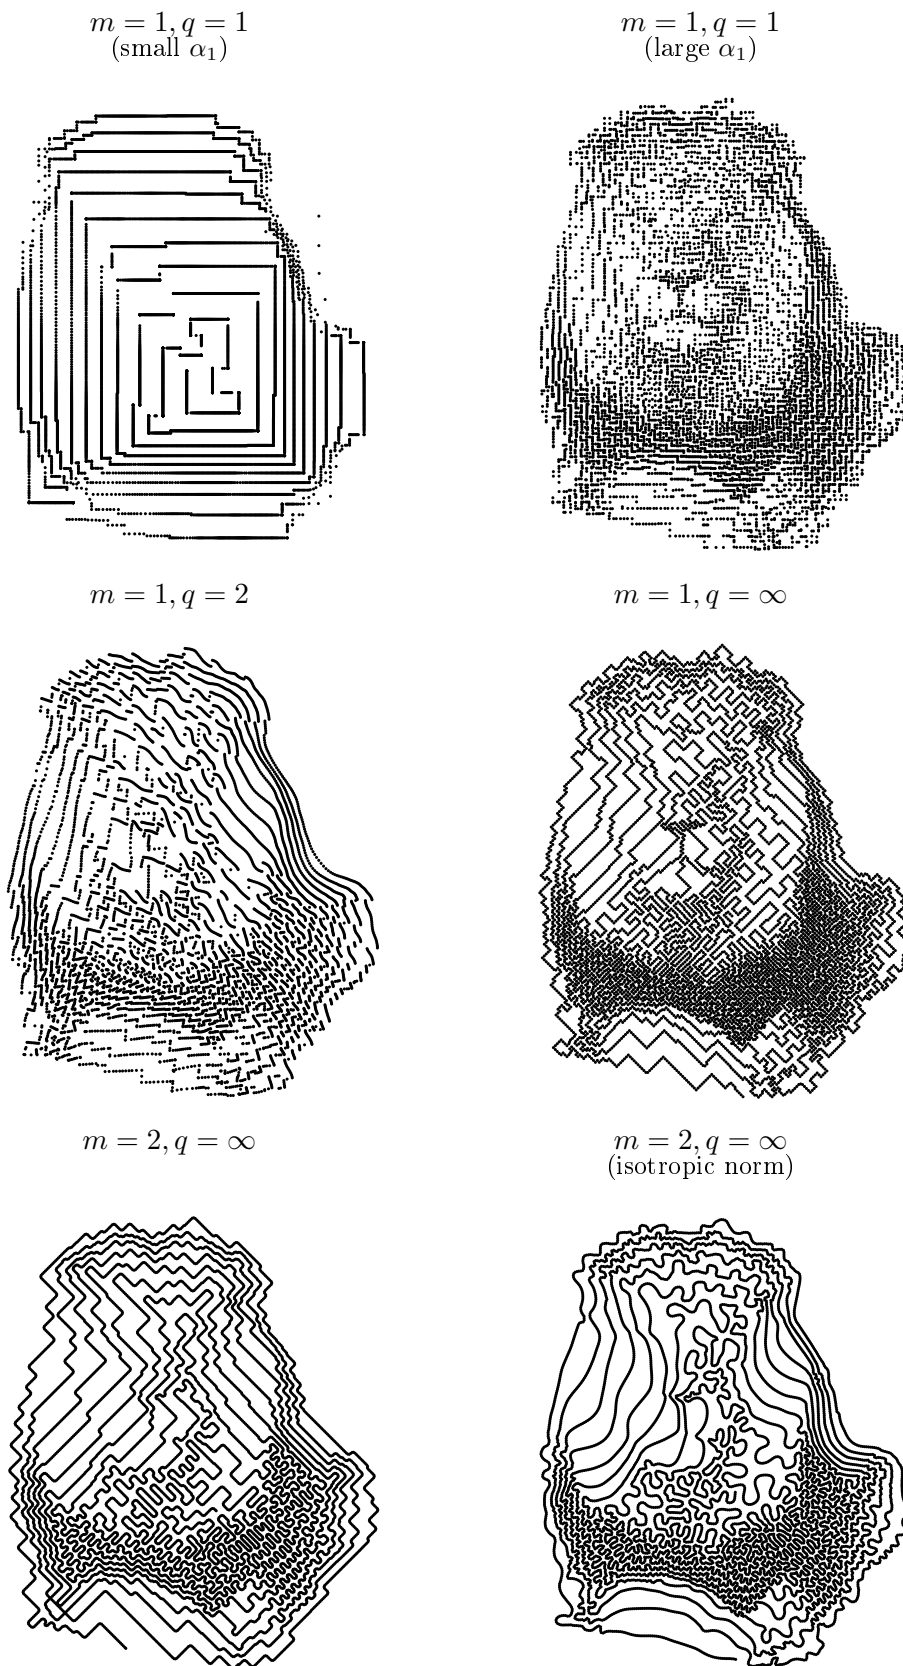 m = 1, q = 1
(small α₁)
m = 1, q = 1
(large α₁)
m = 1, q = 2
m = 1, q = ∞
m = 2, q = ∞
m = 2, q = ∞
(isotropic norm)